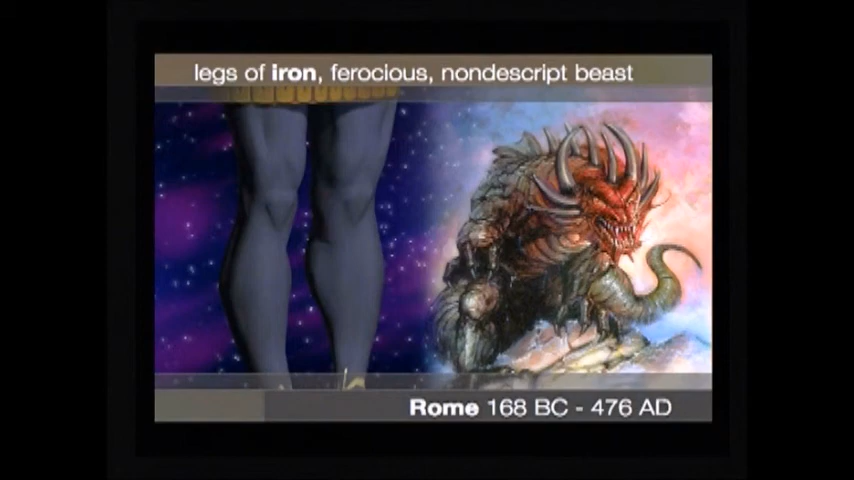 legs of iron, ferocious, nondescript beast
Rome 168 BC - 476 AD